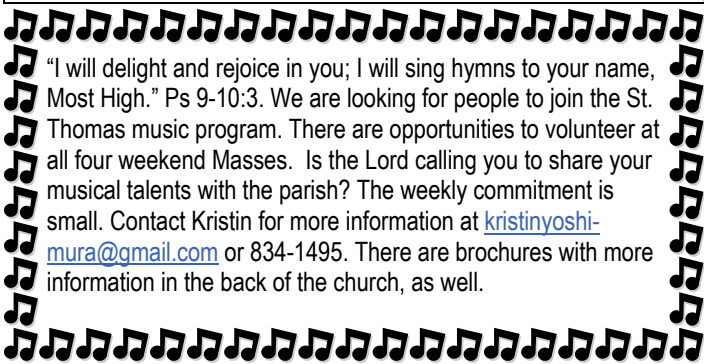 “I will delight and rejoice in you; I will sing hymns to your name,
Most High.” Ps 9-10:3. We are looking for people to join the St.
Thomas music program. There are opportunities to volunteer at
all four weekend Masses.  Is the Lord calling you to share your
musical talents with the parish? The weekly commitment is
small. Contact Kristin for more information at kristinyoshi-
mura@gmail.com or 834-1495. There are brochures with more
information in the back of the church, as well.